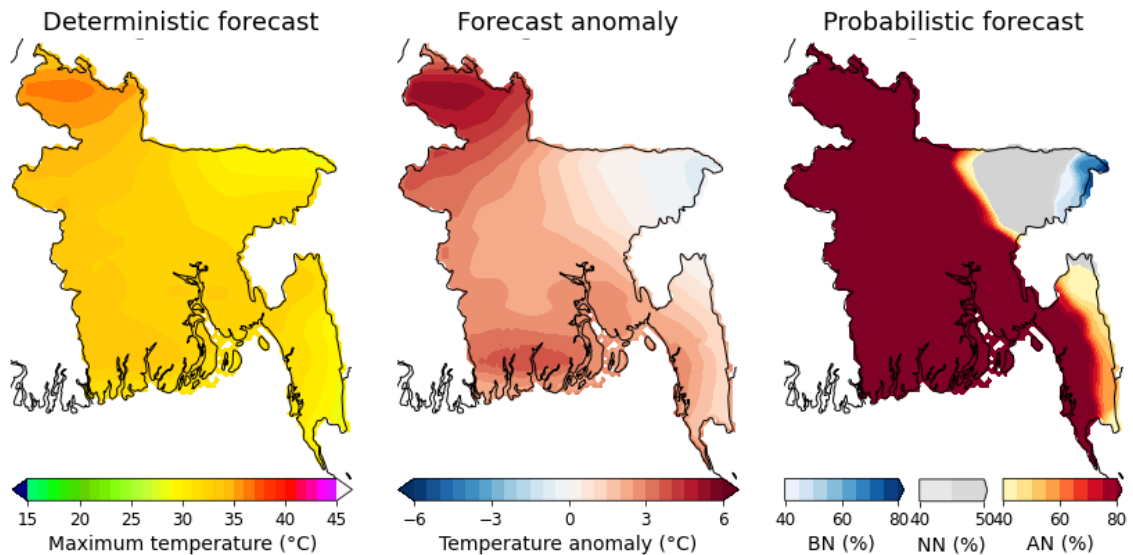 Deterministic forecast
Forecast anomaly
Probabilistic forecast
15 20 25 30 35 40 45
Maximum temperature (°C)
−6 −3 0 3 6
Temperature anomaly (°C)
40 60 80
BN (%)
40 50
NN (%)
40 60 80
AN (%)